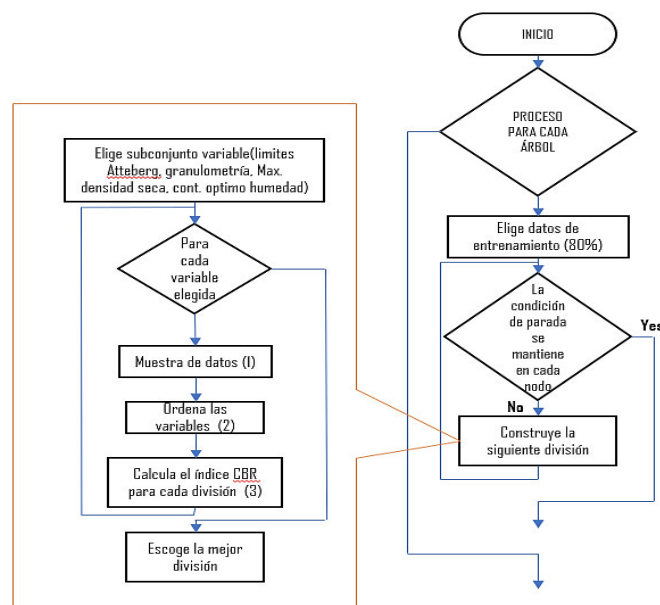 INICIO
PROCESO
PARA CADA
ÁRBOL
Elige datos de
entrenamiento (80%)
La
condición
de parada se
mantiene
en cada
nodo
Yes
No
Construye la
siguiente división
Elige subconjunto variable(limites
Atteberg, granulometría, Max.
densidad seca, cont. optimo humedad)
Para
cada
variable
elegida
Muestra de datos (1)
Ordena las
variables (2)
Calcula el índice CBR
para cada división (3)
Escoge la mejor
división